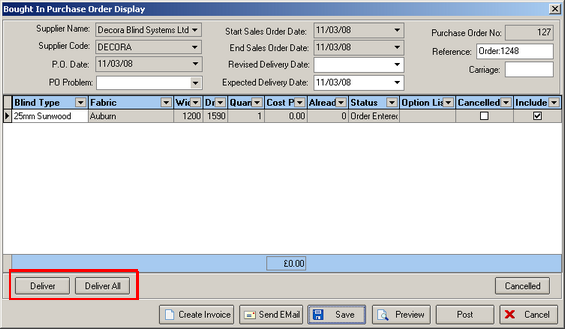 Bought In Purchase Order Display
Supplier Name: Decora Blind Systems Ltd Start Sales Order Date: 11/03/08 Purchase Order No: 127
Supplier Code: DECORA End Sales Order Date: 11/03/08 Reference: Order:1248
P.O. Date: 11/03/08 Revised Delivery Date: Carriage:
PO Problem: Expected Delivery Date: 11/03/08
Blind Type Fabric Wid Dr Quan Cost P Alread Status Option Lis Cancelled Include
25mm Sunwood Auburn 1200 1590 1 0.00 0 Order Entered
£0.00
Deliver Deliver All Cancelled
Create Invoice Send EMail Save Preview Post Cancel